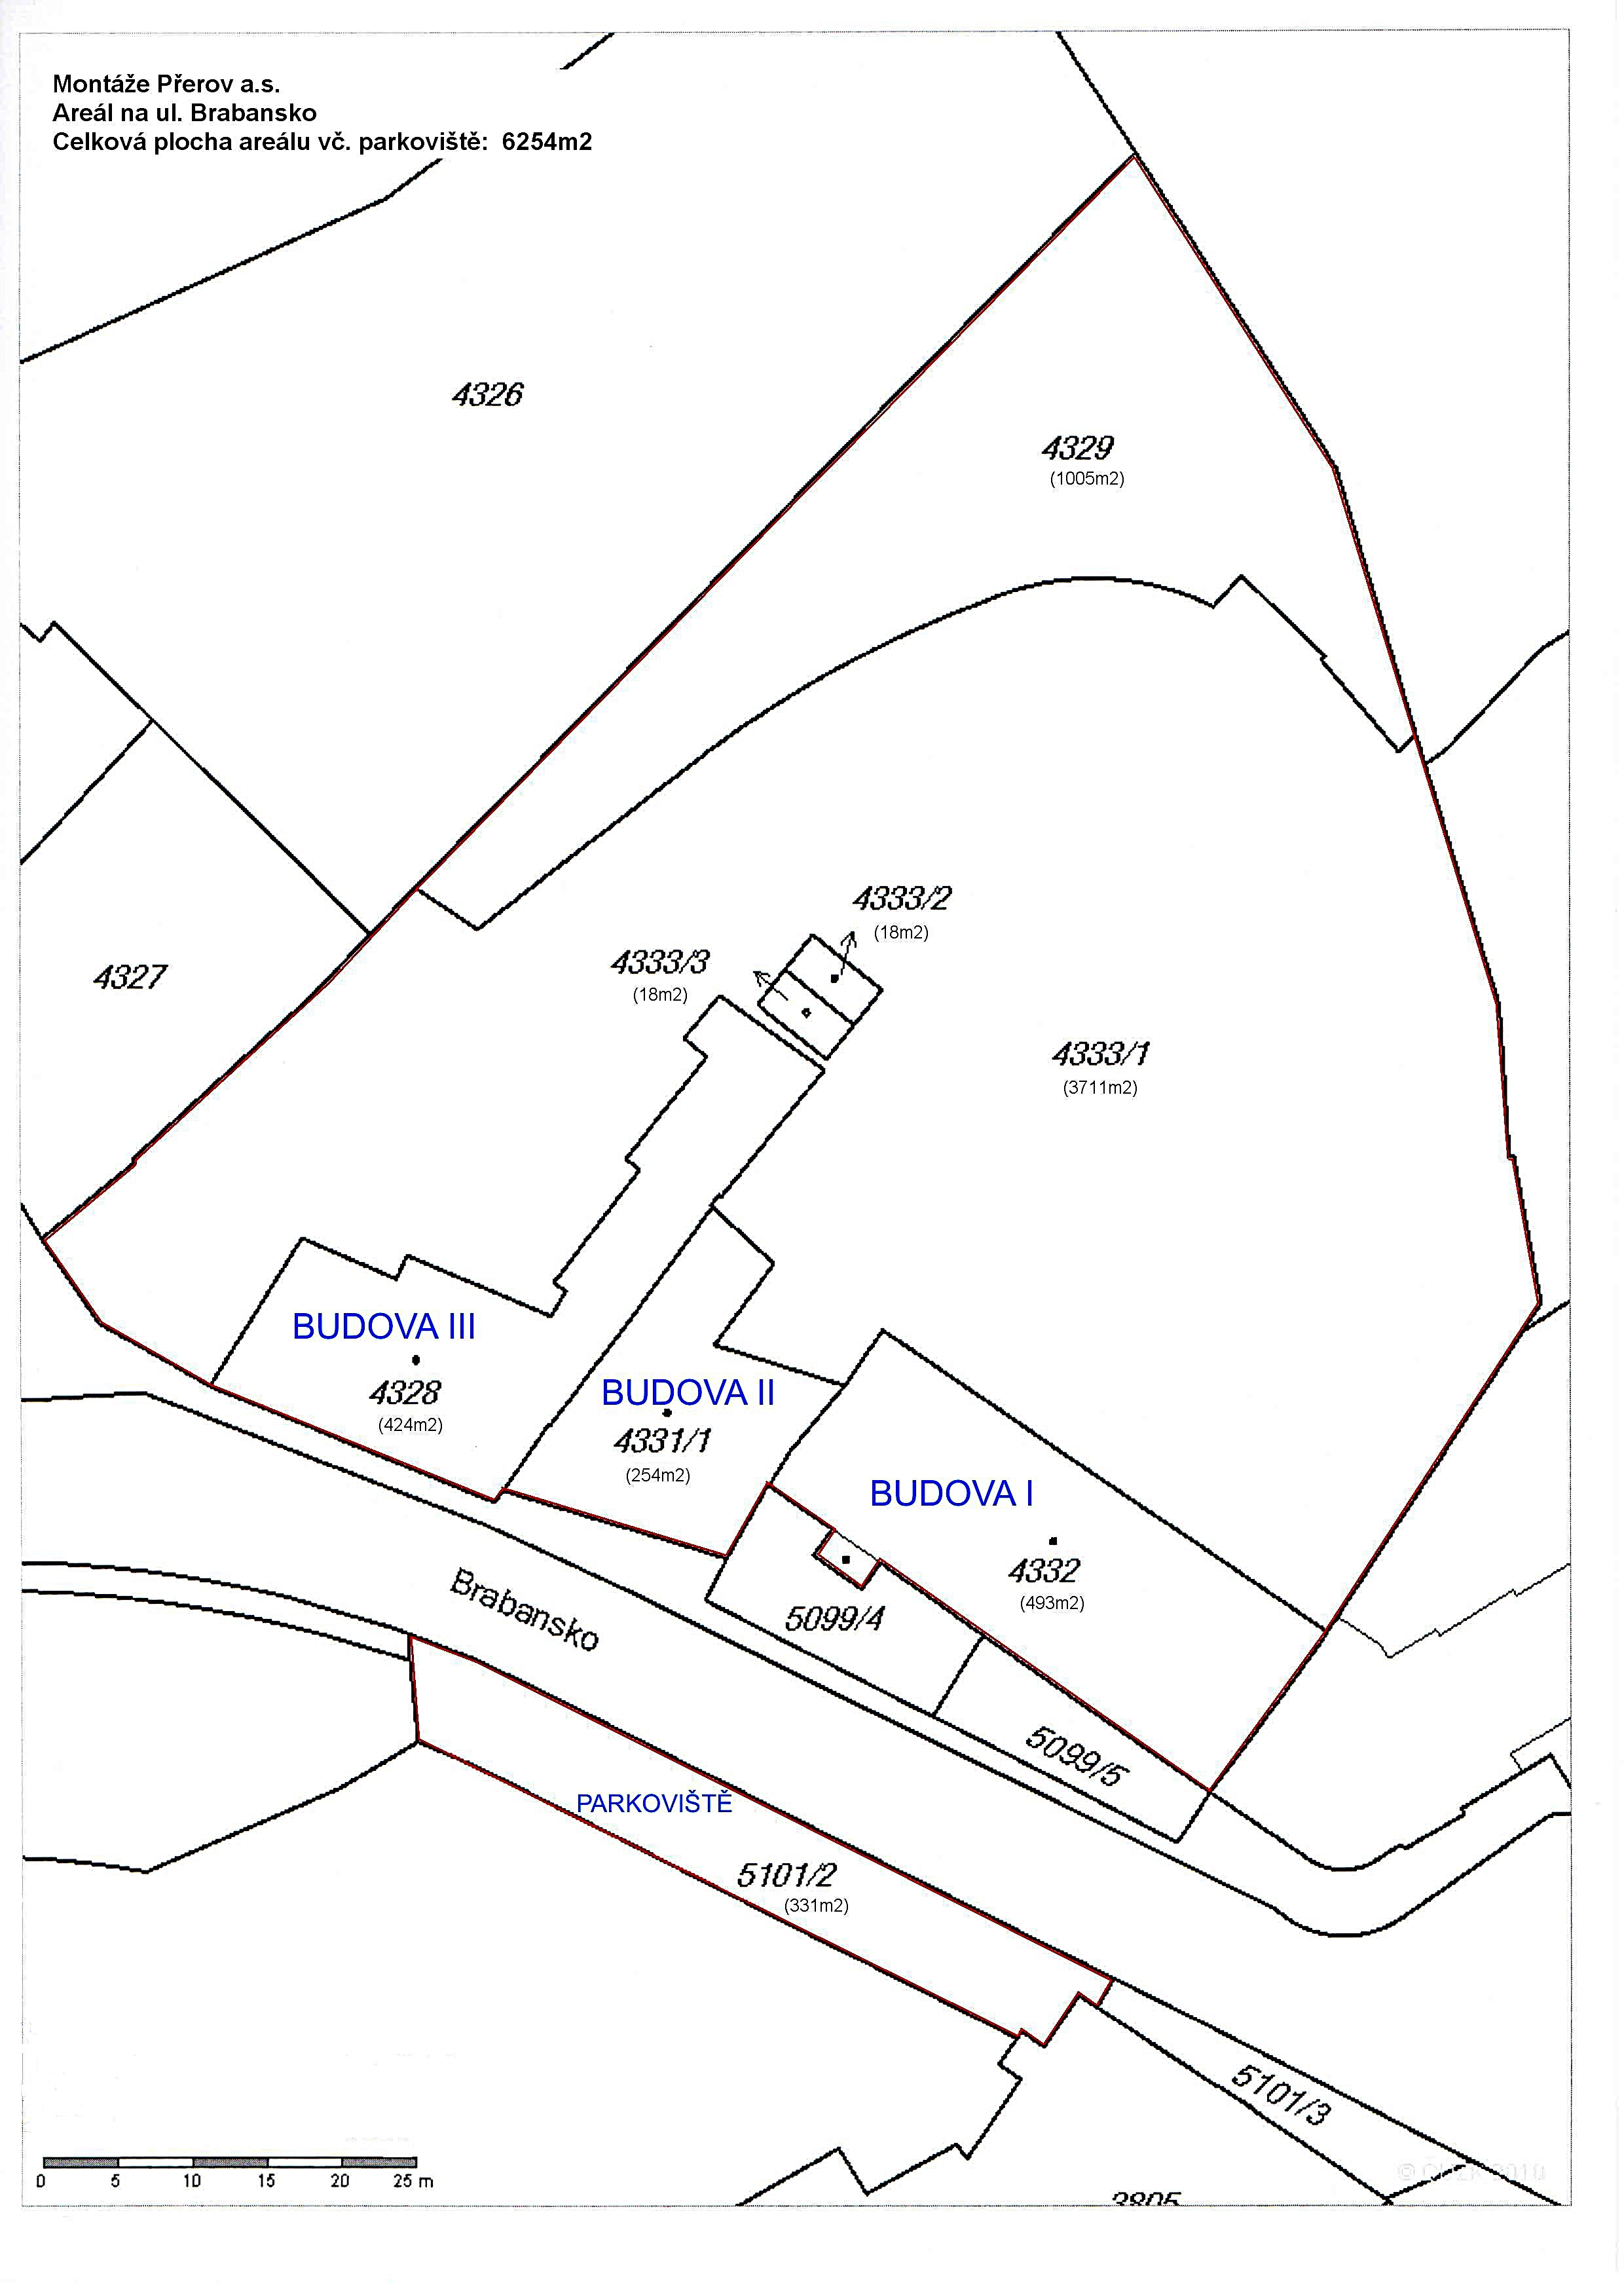 Montáže Přerov a.s.
Areál na ul. Brabansko
Celková plocha areálu vč. parkoviště:  6254m2
4326
4329
(1005m2)
4333/2
(18m2)
4333/3
(18m2)
4327
4333/1
(3711m2)
BUDOVA III
4328
(424m2)
BUDOVA II
4331/1
(254m2)
BUDOVA I
4332
(493m2)
5099/4
Brabansko
5099/5
PARKOVIŠTĚ
5101/2
(331m2)
5101/3
0 5 10 15 20 25 m